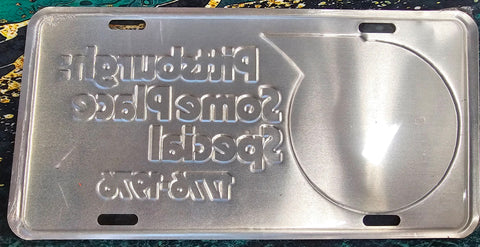 Pittsburgh:
Some Place
Special
1776-1976